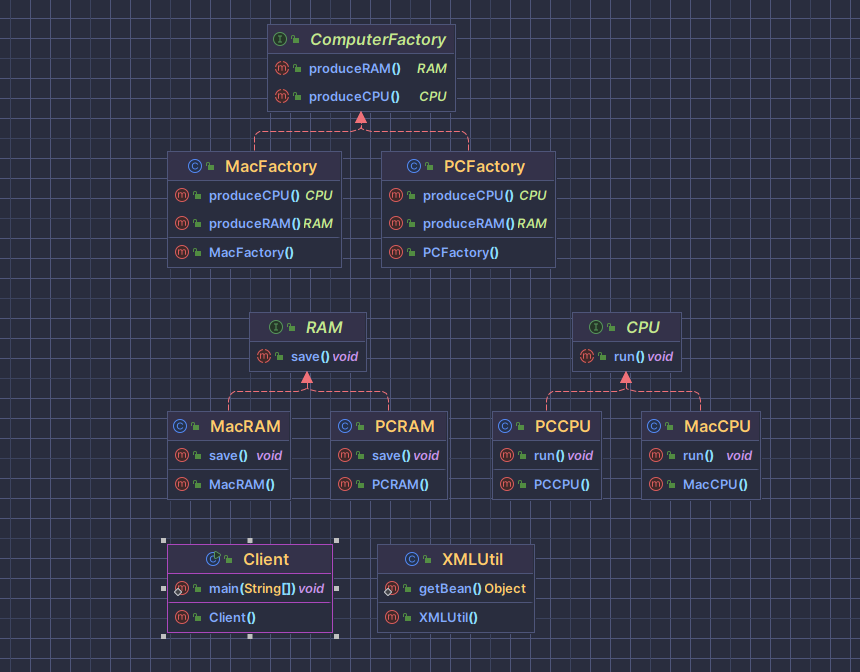 ComputerFactory
produceRAM() RAM
produceCPU() CPU
MacFactory
produceCPU() CPU
produceRAM() RAM
MacFactory()
PCFactory
produceCPU() CPU
produceRAM() RAM
PCFactory()
RAM
save() void
CPU
run() void
MacRAM
save() void
MacRAM()
PCRAM
save() void
PCRAM()
PCCPU
run() void
PCCPU()
MacCPU
run() void
MacCPU()
Client
main(String[]) void
Client()
XMLUtil
getBean() Object
XMLUtil()